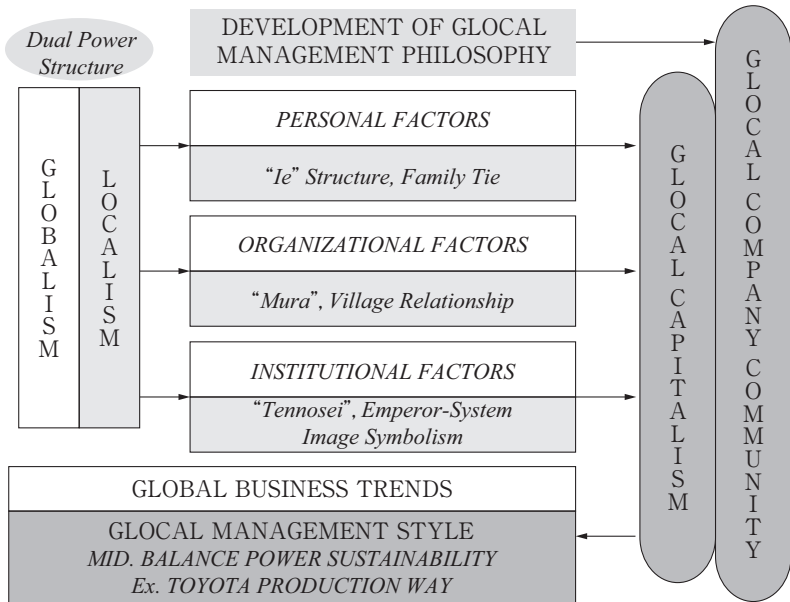 Dual Power
Structure
DEVELOPMENT OF GLOCAL
MANAGEMENT PHILOSOPHY
GLOBALISM
LOCALISM
PERSONAL FACTORS
“Ie” Structure, Family Tie
ORGANIZATIONAL FACTORS
“Mura”, Village Relationship
INSTITUTIONAL FACTORS
“Tennosei”, Emperor-System
Image Symbolism
GLOCAL CAPITALISM
GLOCAL COMPANY COMMUNITY
GLOBAL BUSINESS TRENDS
GLOCAL MANAGEMENT STYLE
MID. BALANCE POWER SUSTAINABILITY
Ex. TOYOTA PRODUCTION WAY